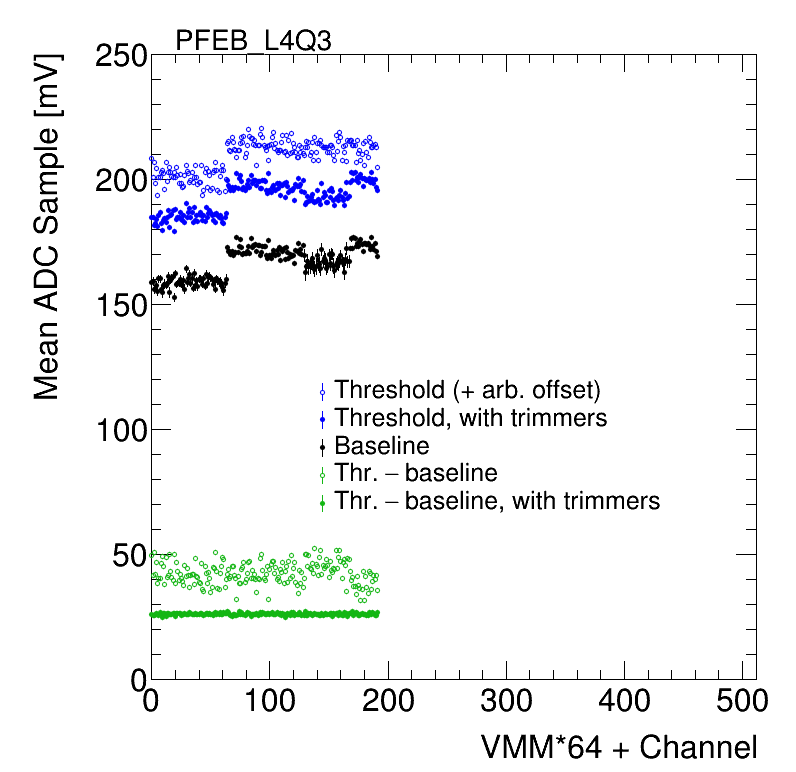 PFEB_L4Q3
Mean ADC Sample [mV]
250
200
150
100
50
0
Threshold (+ arb. offset)
Threshold, with trimmers
Baseline
Thr. – baseline
Thr. – baseline, with trimmers
0 100 200 300 400 500
VMM*64 + Channel